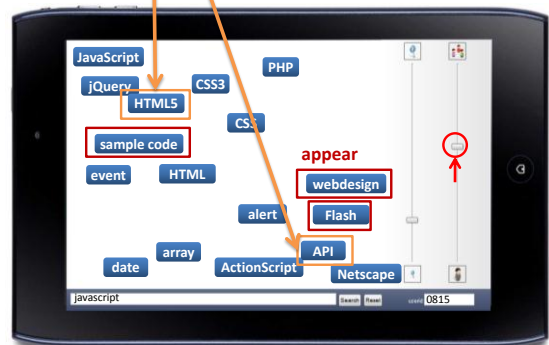 JavaScript
PHP
jQuery
CSS3
HTML5
CSS
sample code
appear
event
HTML
webdesign
alert
Flash
API
array
date
ActionScript
Netscape
javascript
Search
Reset
userid
0815